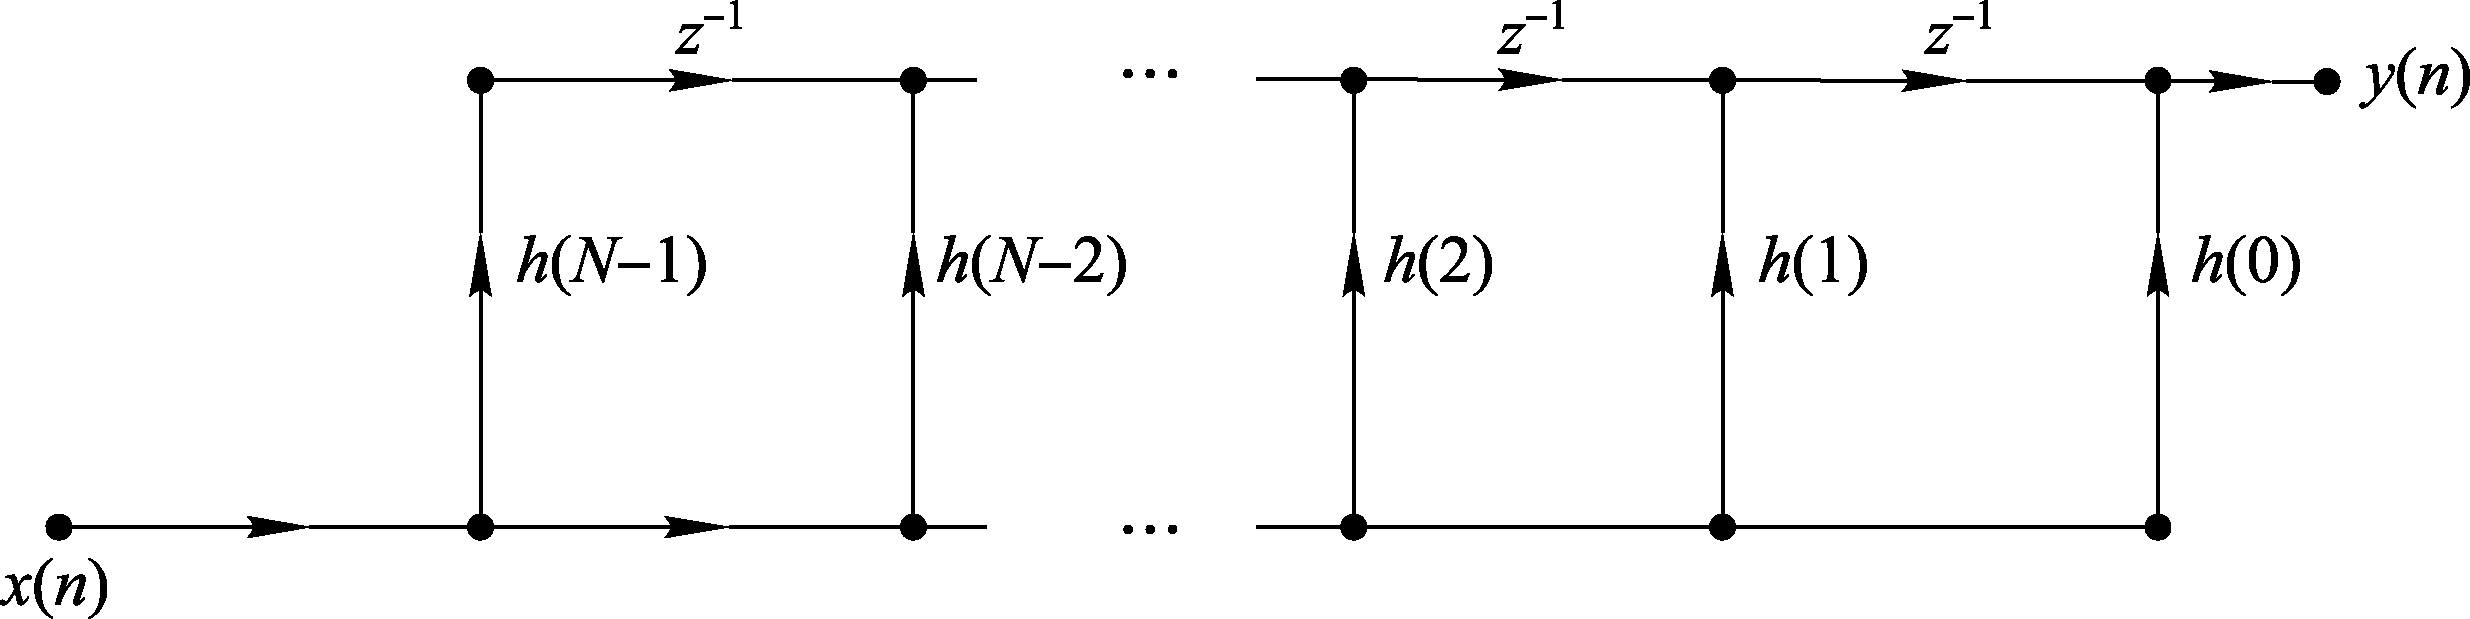 z⁻¹ z⁻¹ z⁻¹
... y(n)
h(N–1) h(N–2) h(2) h(1) h(0)
...
x(n)